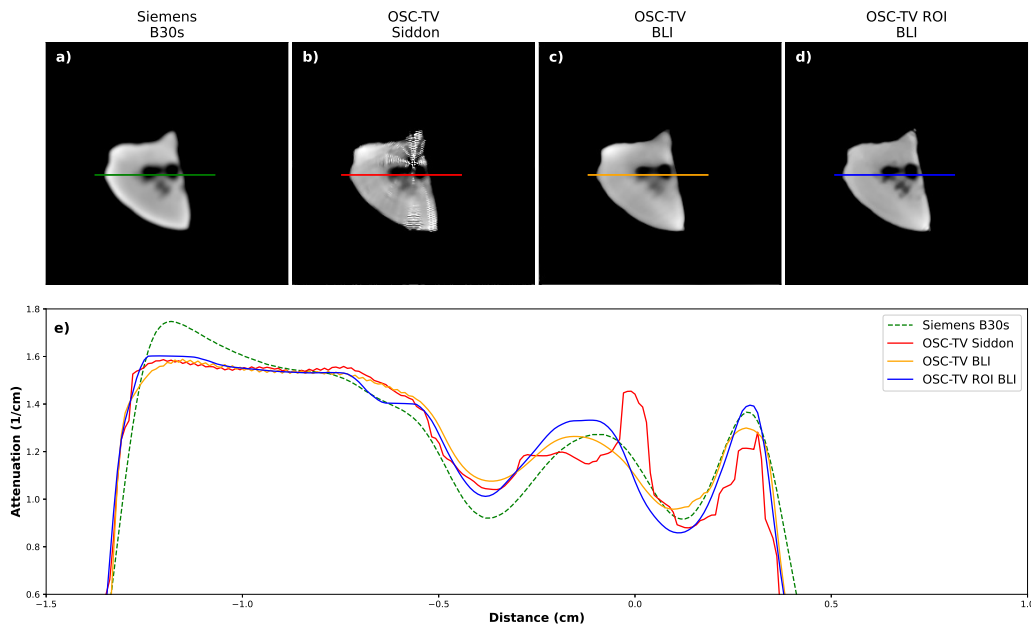 Siemens
B30s
OSC-TV
Siddon
OSC-TV
BLI
OSC-TV ROI
BLI
a)
b)
c)
d)
e)
Siemens B30s
OSC-TV Siddon
OSC-TV BLI
OSC-TV ROI BLI
Attenuation (1/cm)
1.8
1.6
1.4
1.2
1.0
0.8
0.6
−1.5
−1.0
−0.5
0.0
0.5
1.0
Distance (cm)